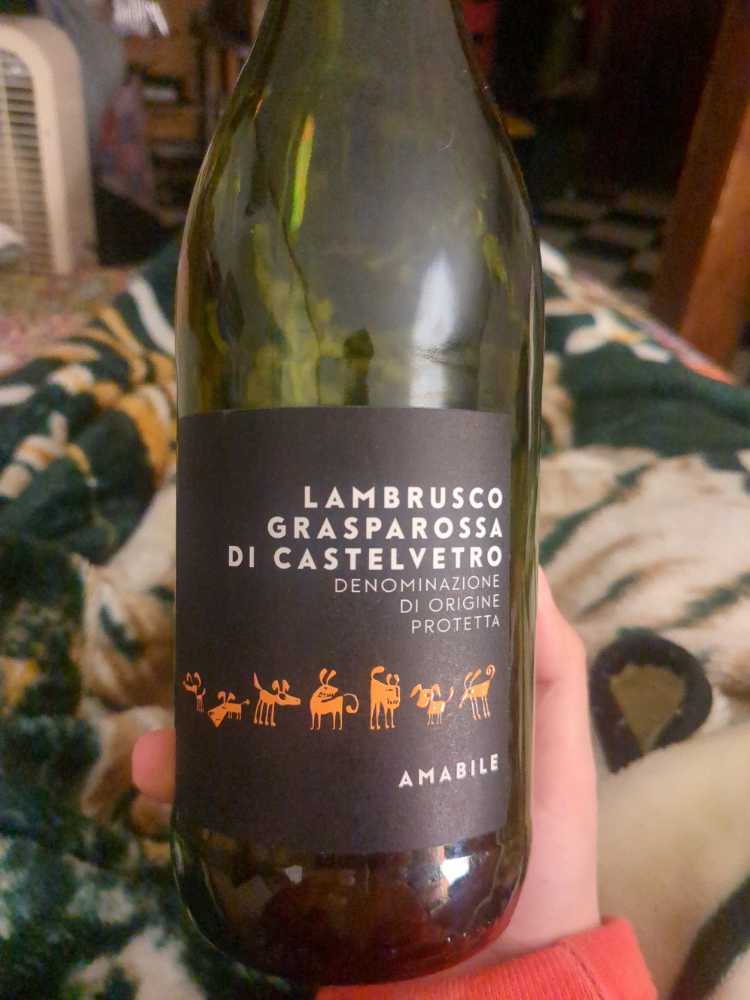 LAMBRUSCO
GRASPAROSSA
DI CASTELVETRO
DENOMINAZIONE
DI ORIGINE
PROTETTA
AMABILE